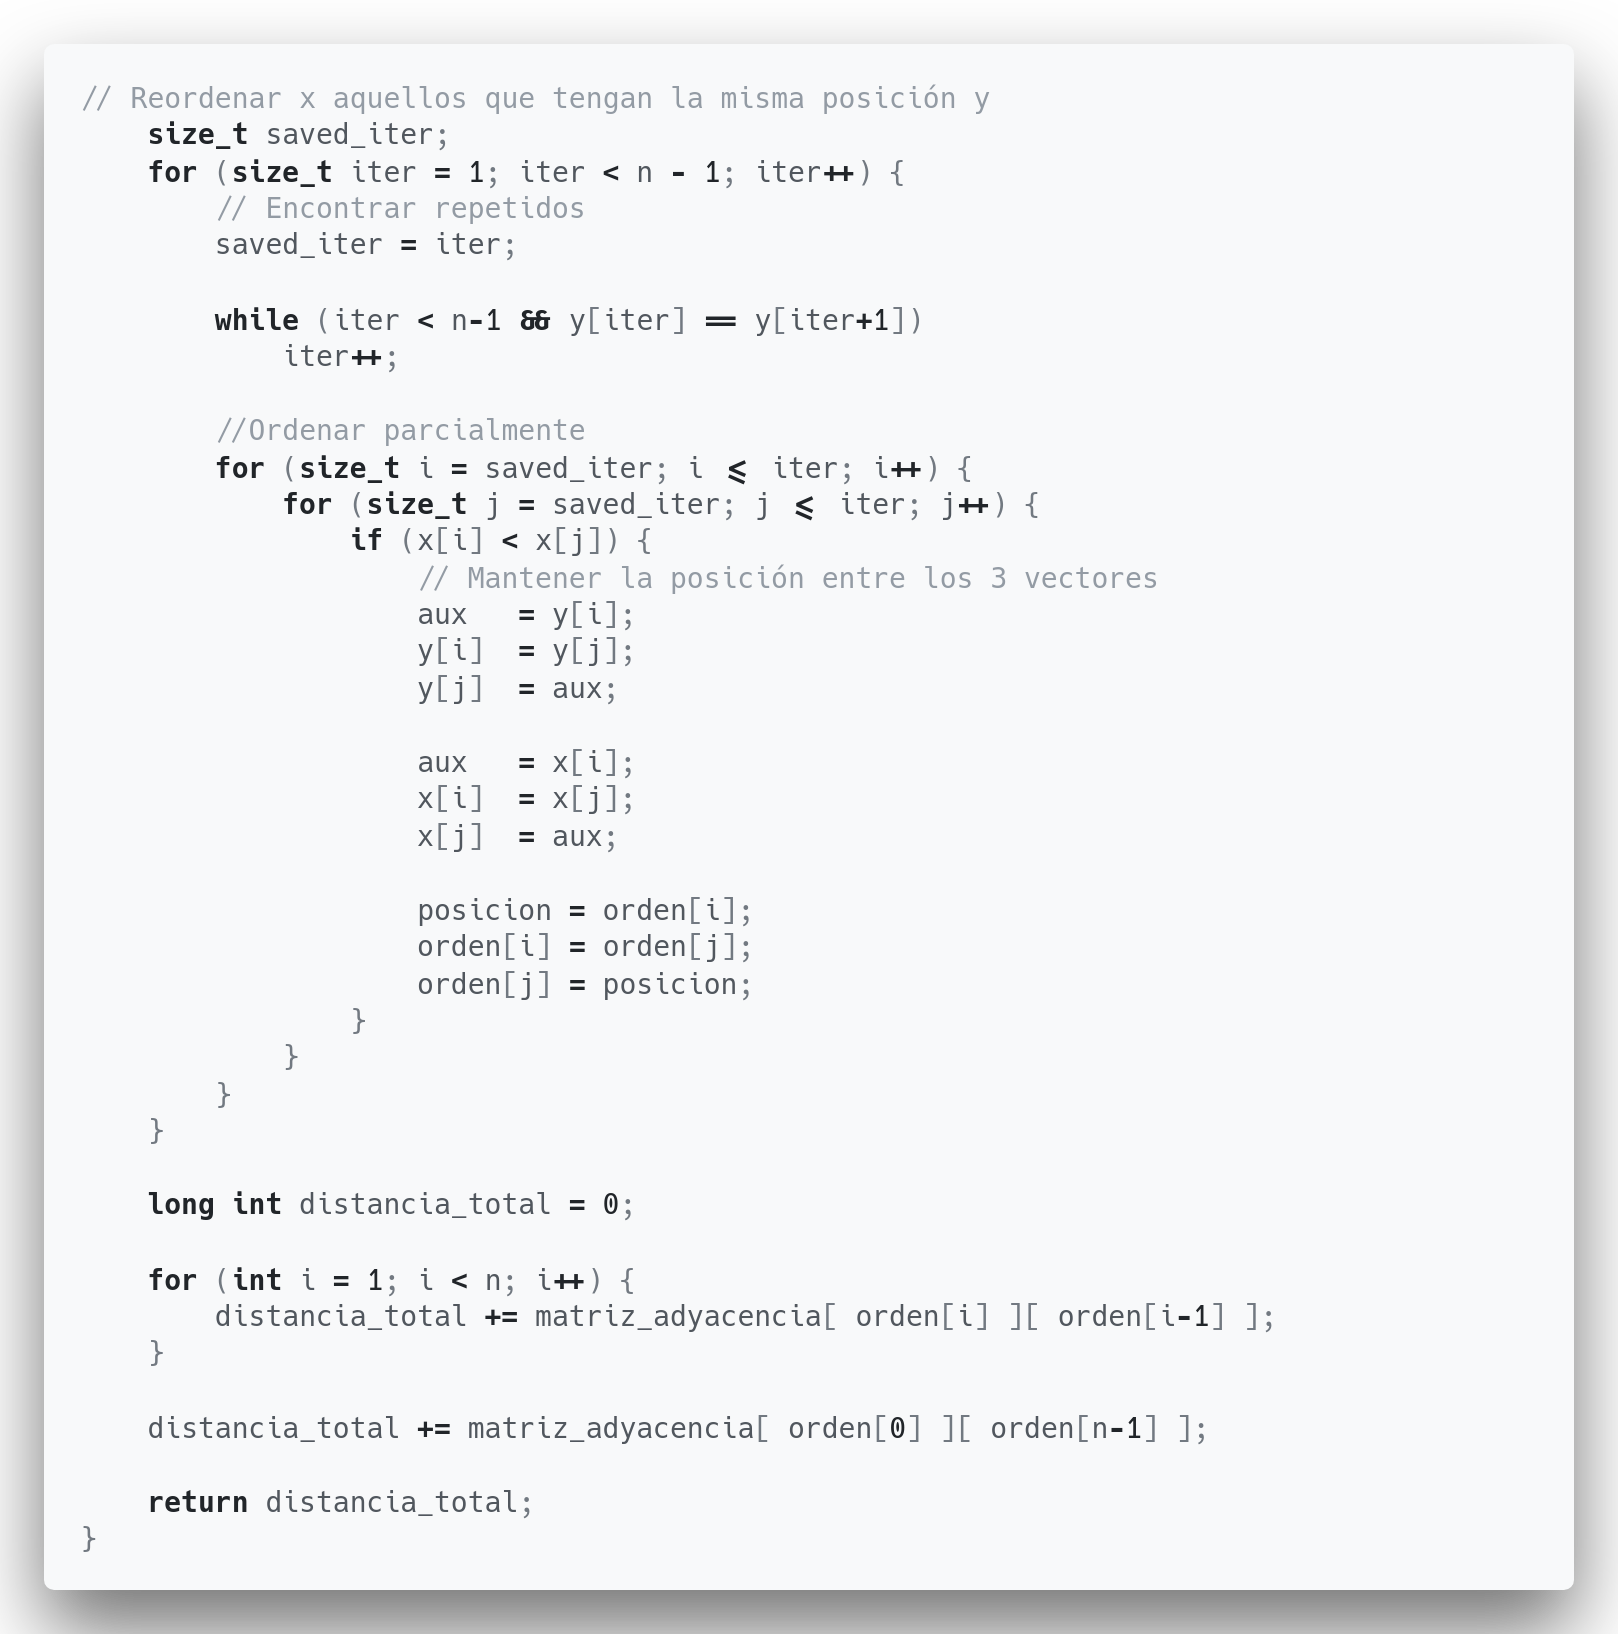 // Reordenar x aquellos que tengan la misma posición y
size_t saved_iter;
for (size_t iter = 1; iter < n - 1; iter++) {
// Encontrar repetidos
saved_iter = iter;
while (iter < n-1 && y[iter] == y[iter+1])
iter++;
//Ordenar parcialmente
for (size_t i = saved_iter; i <= iter; i++) {
for (size_t j = saved_iter; j <= iter; j++) {
if (x[i] < x[j]) {
// Mantener la posición entre los 3 vectores
aux   = y[i];
y[i]  = y[j];
y[j]  = aux;
aux   = x[i];
x[i]  = x[j];
x[j]  = aux;
posicion = orden[i];
orden[i] = orden[j];
orden[j] = posicion;
}
}
}
}
long int distancia_total = 0;
for (int i = 1; i < n; i++) {
distancia_total += matriz_adyacencia[ orden[i] ][ orden[i-1] ];
}
distancia_total += matriz_adyacencia[ orden[0] ][ orden[n-1] ];
return distancia_total;
}